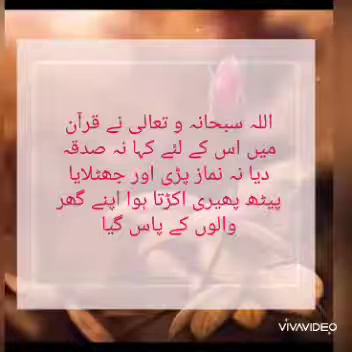 اللہ سبحانہ و تعالی نے قرآن
میں اس کے لئے کہا نہ صدقہ
دیا نہ نماز پڑی اور جھٹلایا
پیٹھ پھیری اکڑتا ہوا اپنے گھر
والوں کے پاس گیا
VIVAVIDEO